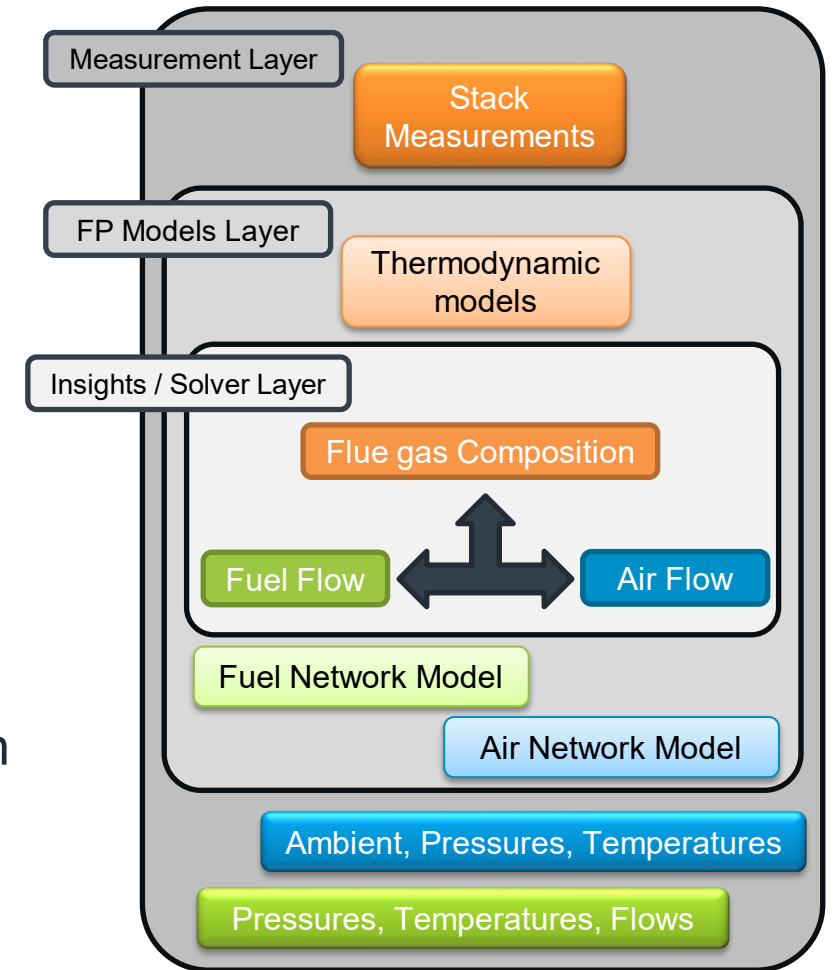 Measurement Layer
Stack
Measurements
FP Models Layer
Thermodynamic
models
Insights / Solver Layer
Flue gas Composition
Fuel Flow
Air Flow
Fuel Network Model
n
Air Network Model
Ambient, Pressures, Temperatures
Pressures, Temperatures, Flows